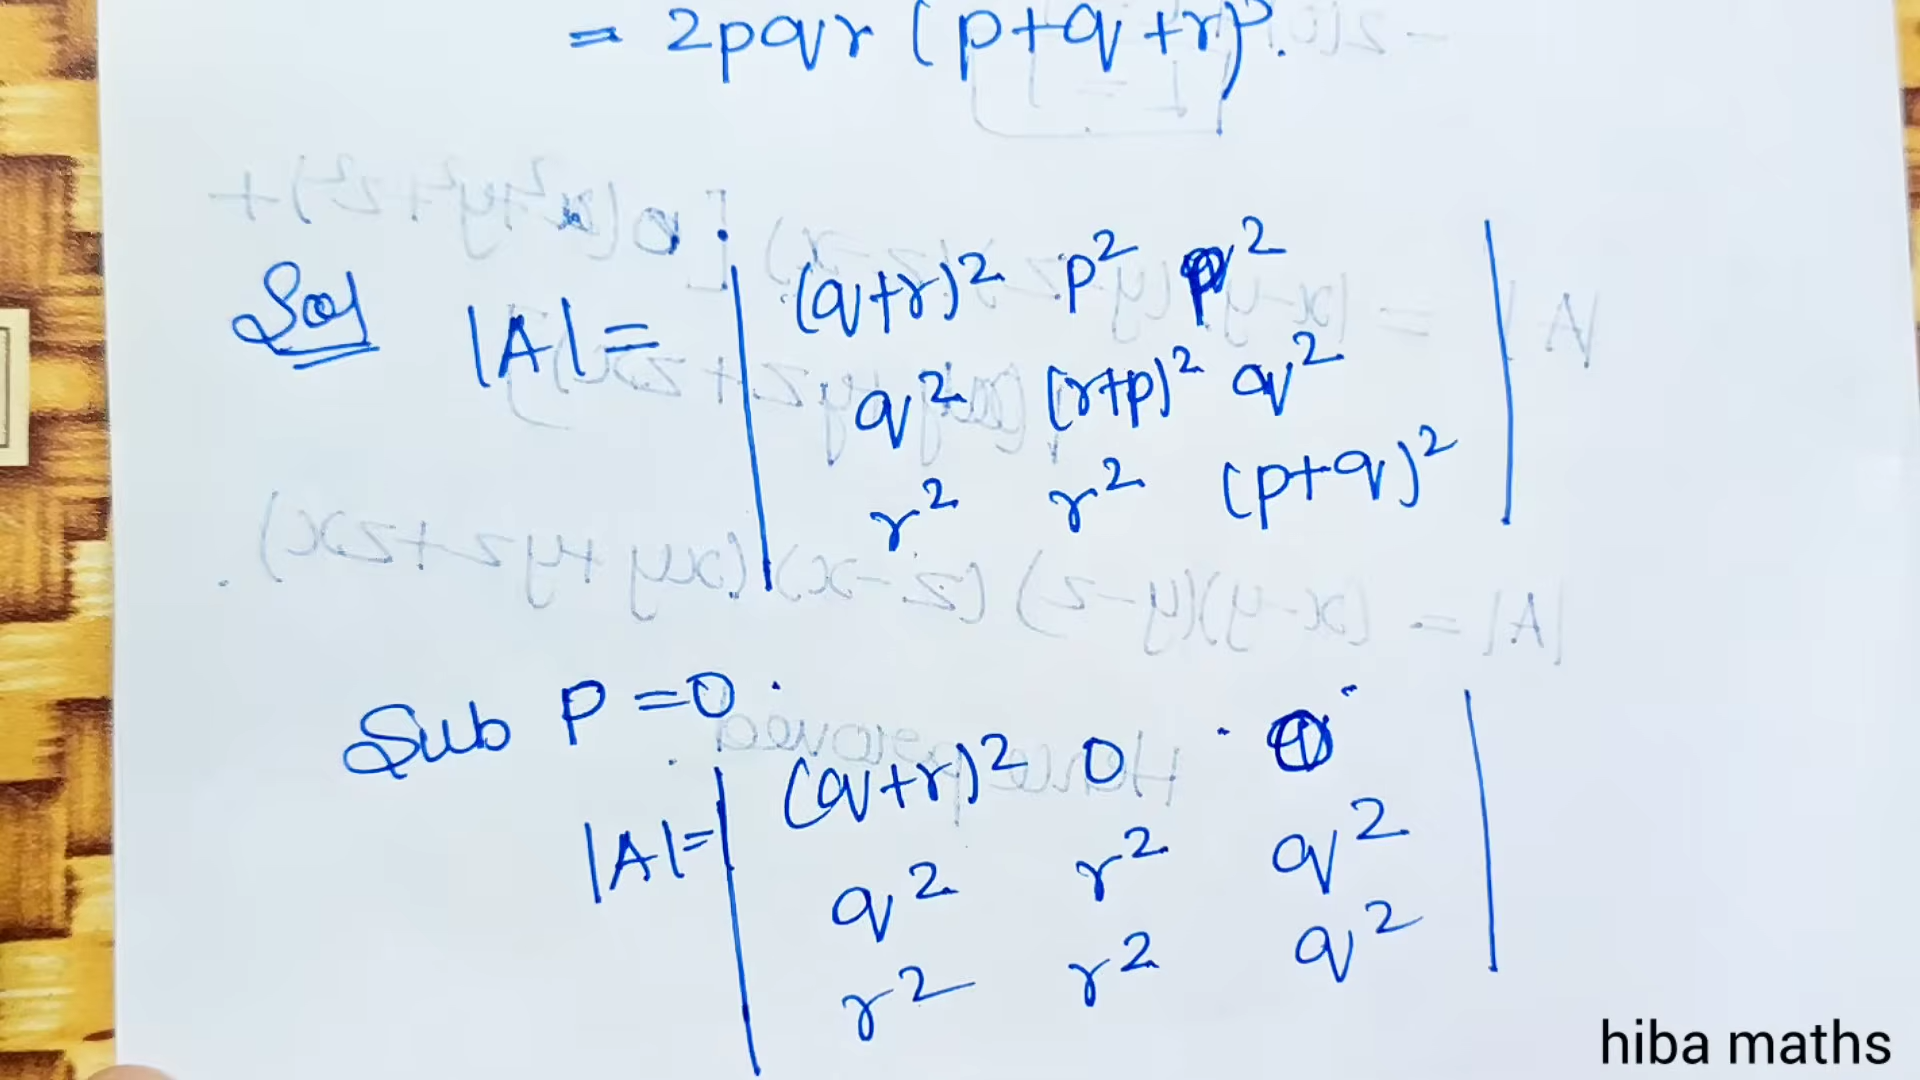 = 2pqr (p+q+r)³.
Sol |A| = | (q+r)² p² p² |
q² (r+p)² q²
r² r² (p+q)²
Sub P = 0
|A| = | (q+r)² 0 0 |
q² r² q²
r² r² q²
hiba maths